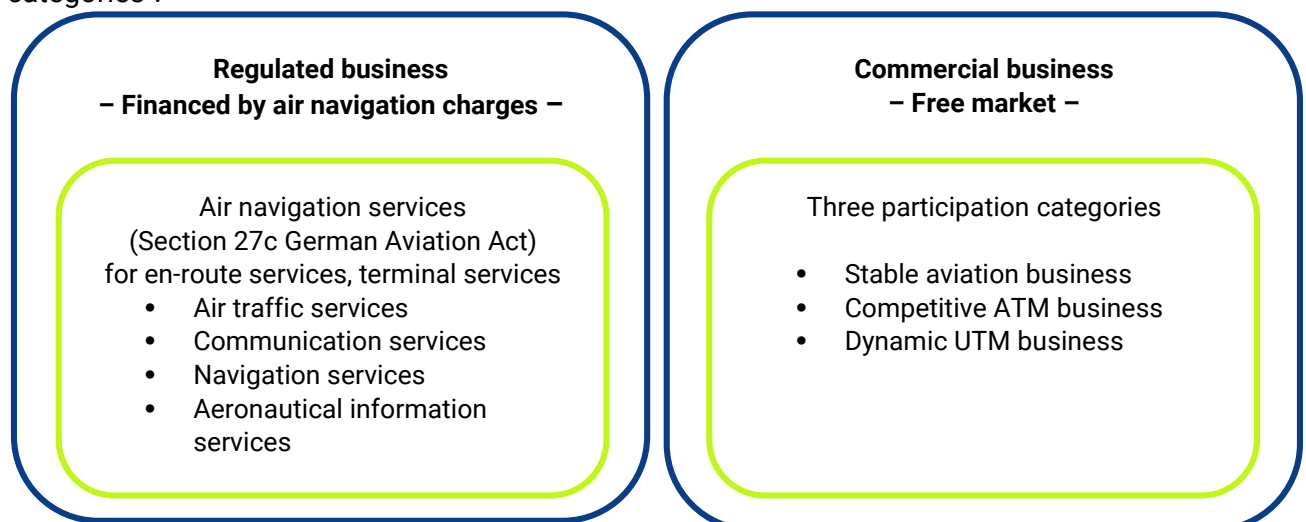 categories :
Regulated business
– Financed by air navigation charges –
Air navigation services
(Section 27c German Aviation Act)
for en-route services, terminal services
• Air traffic services
• Communication services
• Navigation services
• Aeronautical information
services
Commercial business
– Free market –
Three participation categories
• Stable aviation business
• Competitive ATM business
• Dynamic UTM business